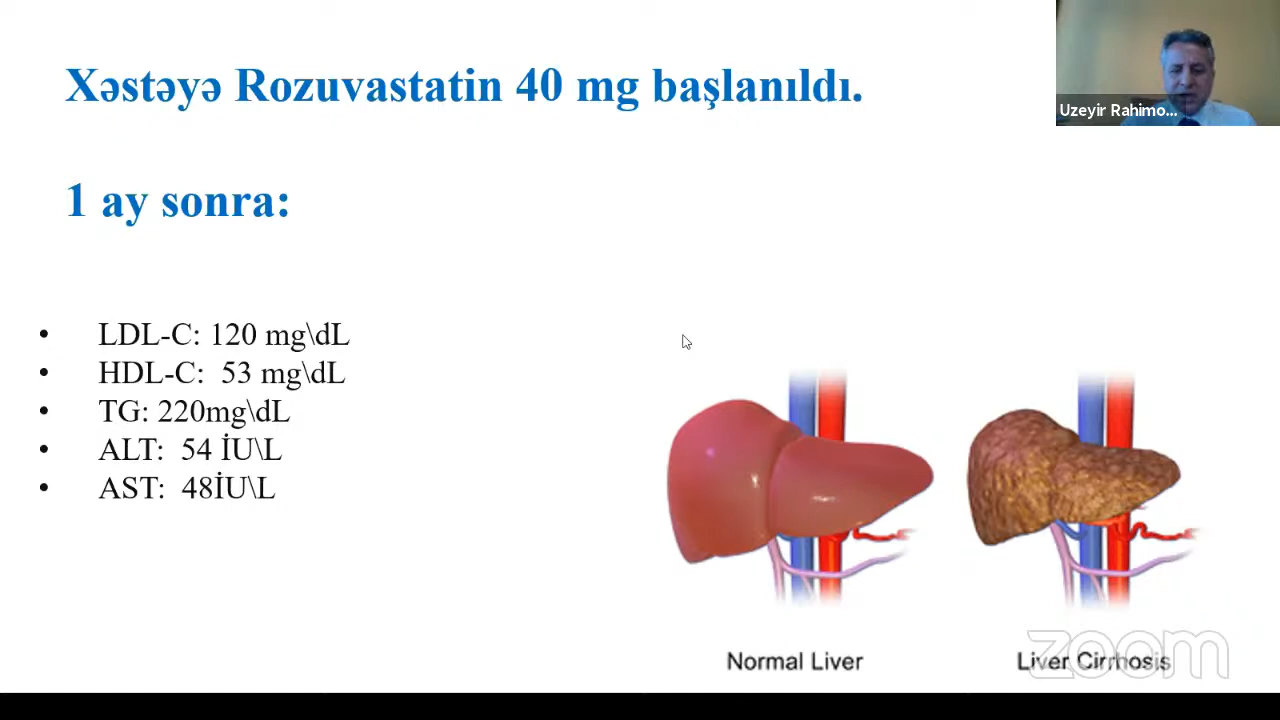 Xəstəyə Rozuvastatin 40 mg başlanıldı.
Uzeyir Rahimo...
1 ay sonra:
• LDL-C: 120 mg\dL
• HDL-C: 53 mg\dL
• TG: 220mg\dL
• ALT: 54 İU\L
• AST: 48İU\L
Normal Liver
Liver Cirrhosis
zoom